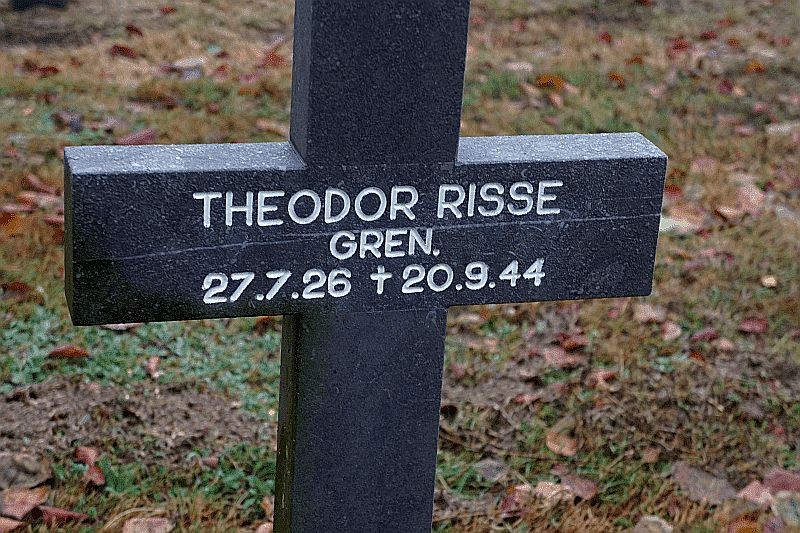 THEODOR RISSE
GREN.
27.7.26 ✝ 20.9.44